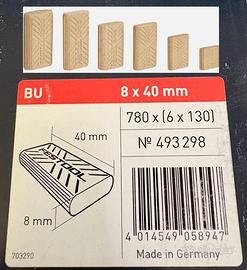 BU
8 x 40 mm
780 x (6 x 130)
№ 493298
40 mm
FESTOOL
8 mm
4 014549 058947
703290
Made in Germany